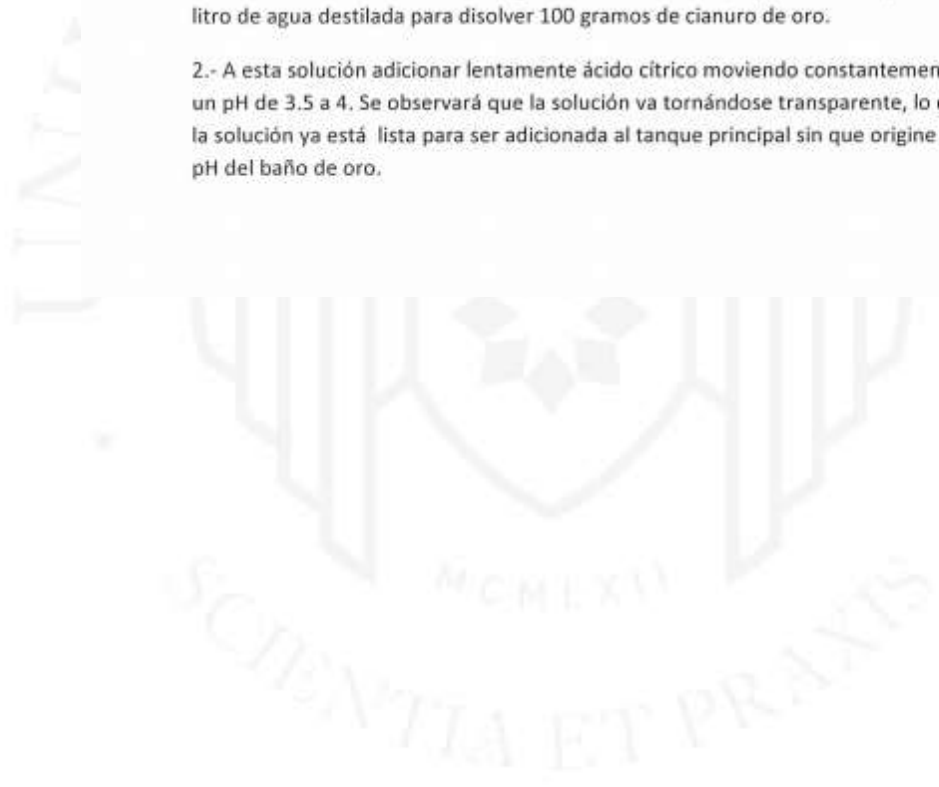 litro de agua destilada para disolver 100 gramos de cianuro de oro.
2.- A esta solución adicionar lentamente ácido cítrico moviendo
un pH de 3.5 a 4. Se observará que la solución va tornándose transparente, lo
la solución ya está lista para ser adicionada al tanque principal sin que origine
pH del baño de oro.
MCMLXII
SCIENTIA ET PRAXIS